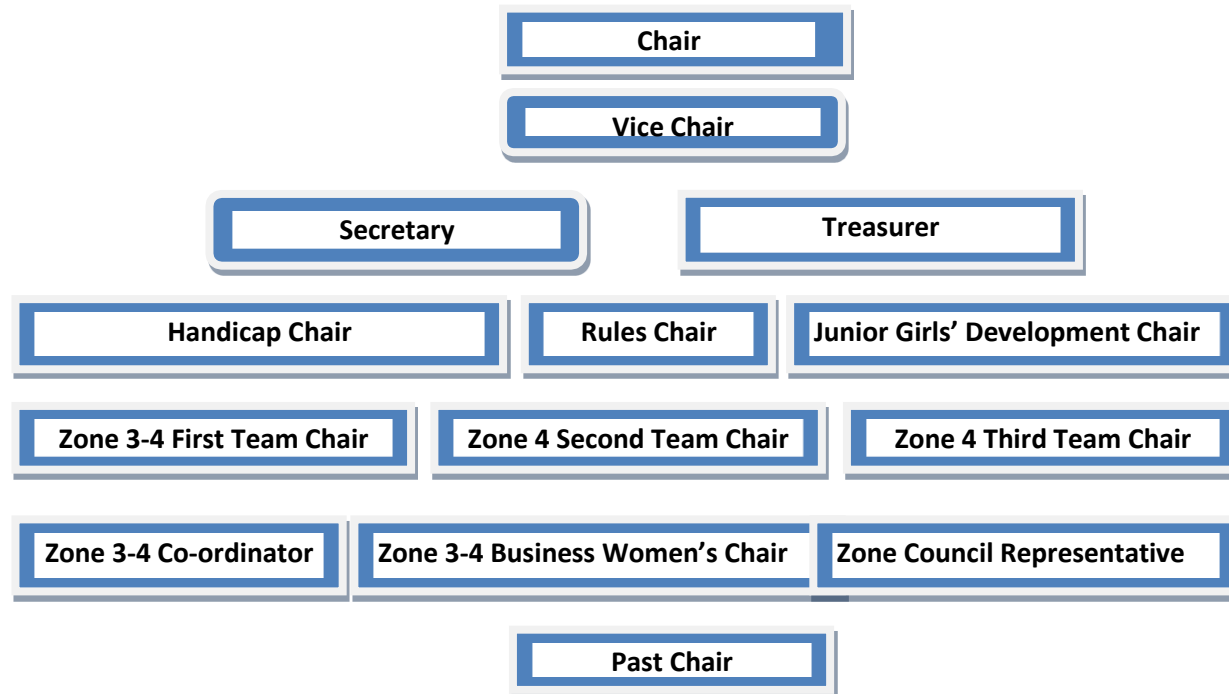 Chair
Vice Chair
Secretary
Treasurer
Handicap Chair
Rules Chair
Junior Girls’ Development Chair
Zone 3-4 First Team Chair
Zone 4 Second Team Chair
Zone 4 Third Team Chair
Zone 3-4 Co-ordinator
Zone 3-4 Business Women’s Chair
Zone Council Representative
Past Chair